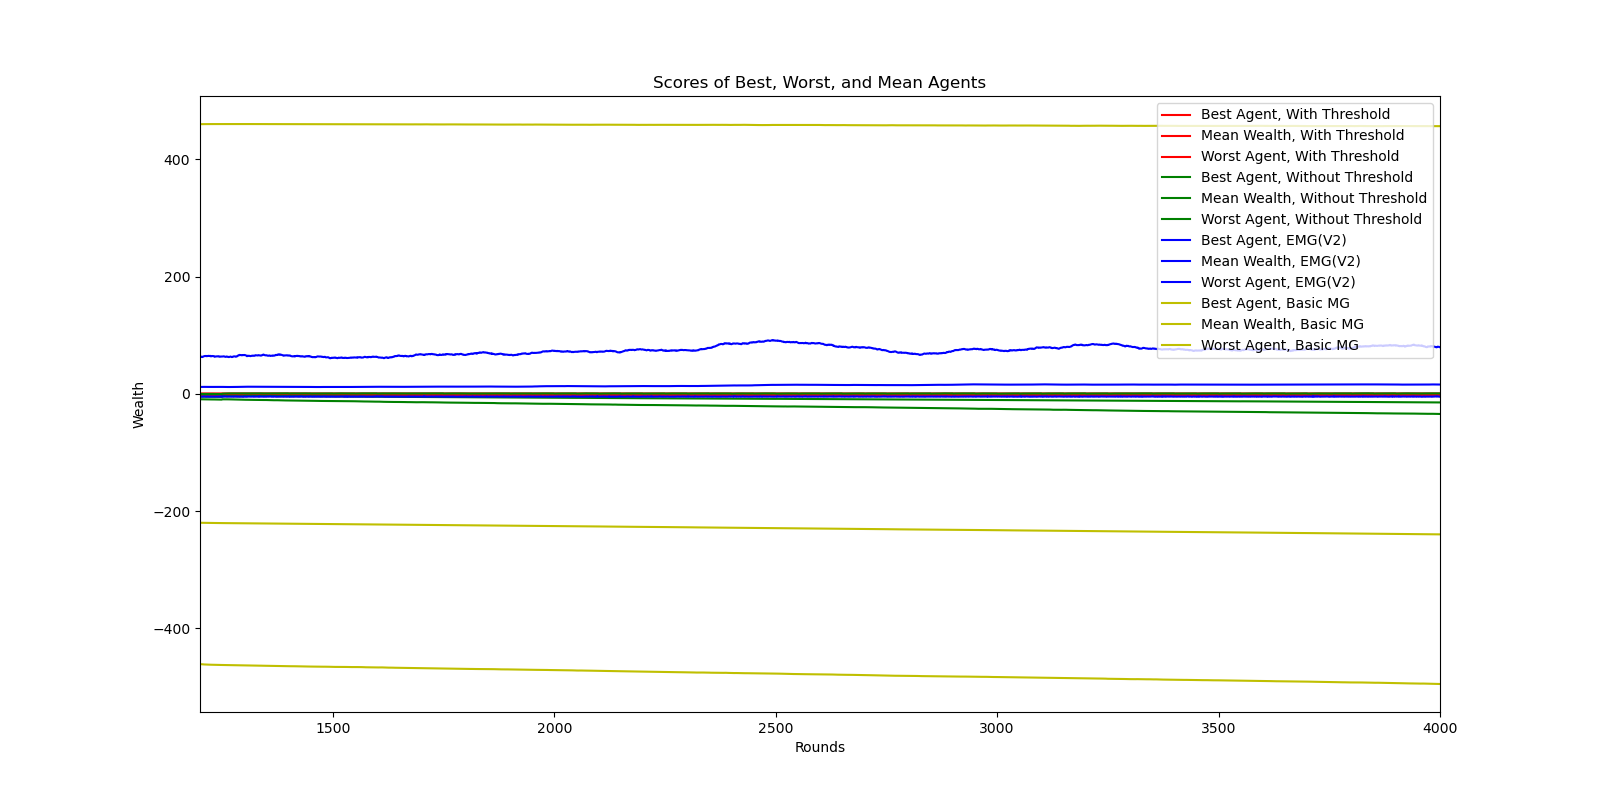 Scores of Best, Worst, and Mean Agents
Best Agent, With Threshold
Mean Wealth, With Threshold
Worst Agent, With Threshold
Best Agent, Without Threshold
Mean Wealth, Without Threshold
Worst Agent, Without Threshold
Best Agent, EMG(V2)
Mean Wealth, EMG(V2)
Worst Agent, EMG(V2)
Best Agent, Basic MG
Mean Wealth, Basic MG
Worst Agent, Basic MG
Wealth
400
200
0
−200
−400
1500 2000 2500 3000 3500 4000
Rounds